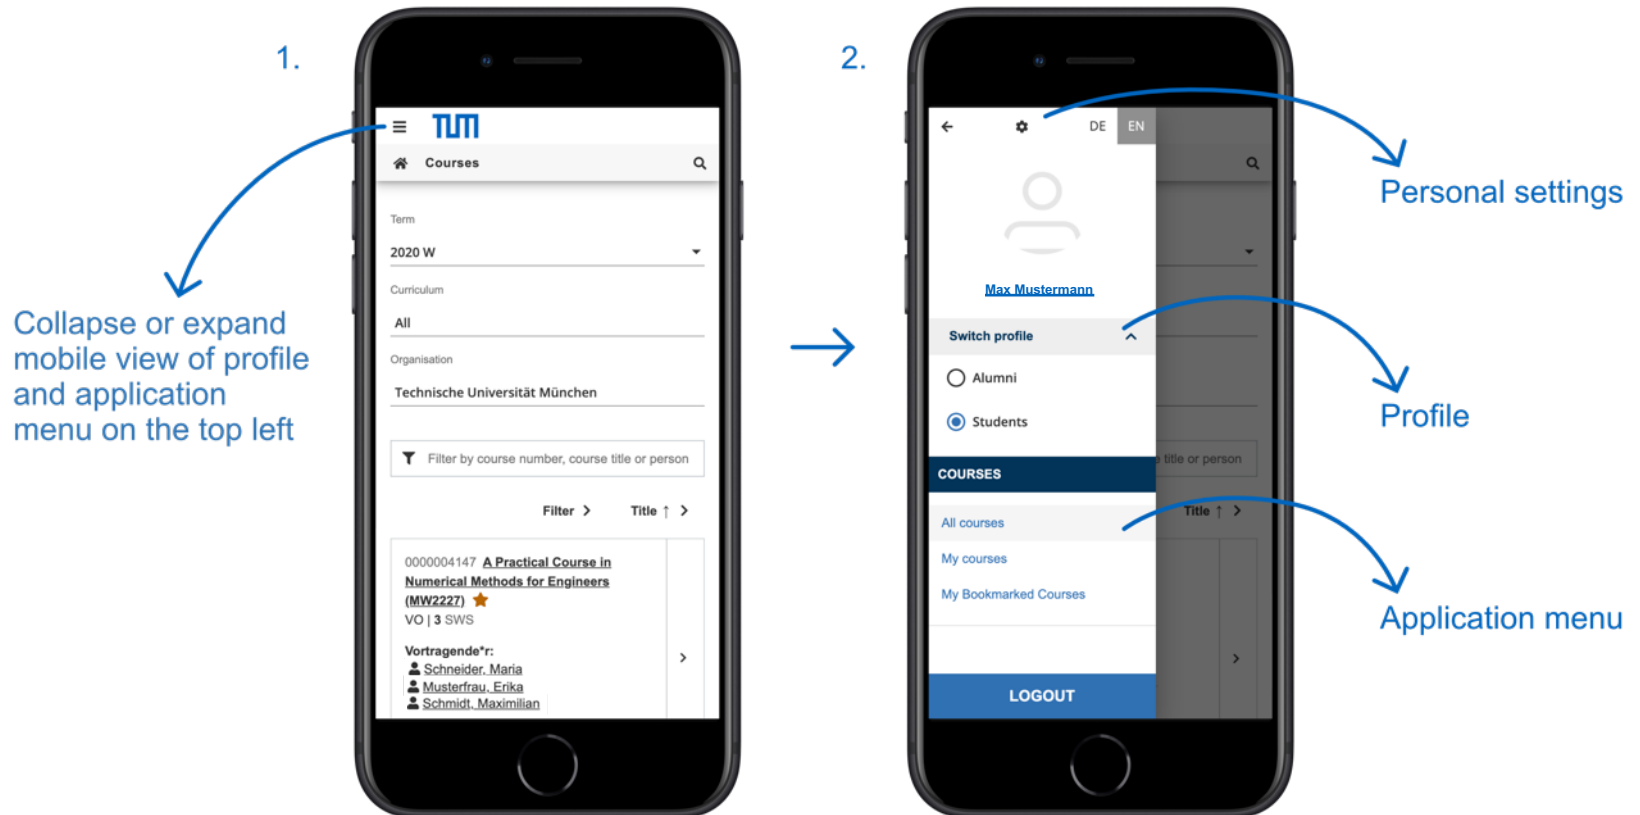 1.
TUM
Courses
Term
2020 W
Curriculum
All
Organisation
Technische Universität München
Filter by course number, course title or person
Filter
Title ↑
0000004147 A Practical Course in
Numerical Methods for Engineers
(MW2227)
VO | 3 SWS
Vortragende*r:
Schneider, Maria
Musterfrau, Erika
Schmidt, Maximilian
Collapse or expand
mobile view of profile
and application
menu on the top left
2.
DE EN
Max Mustermann
Switch profile
Alumni
Students
COURSES
All courses
My courses
My Bookmarked Courses
LOGOUT
title or person
Title ↑
Personal settings
Profile
Application menu